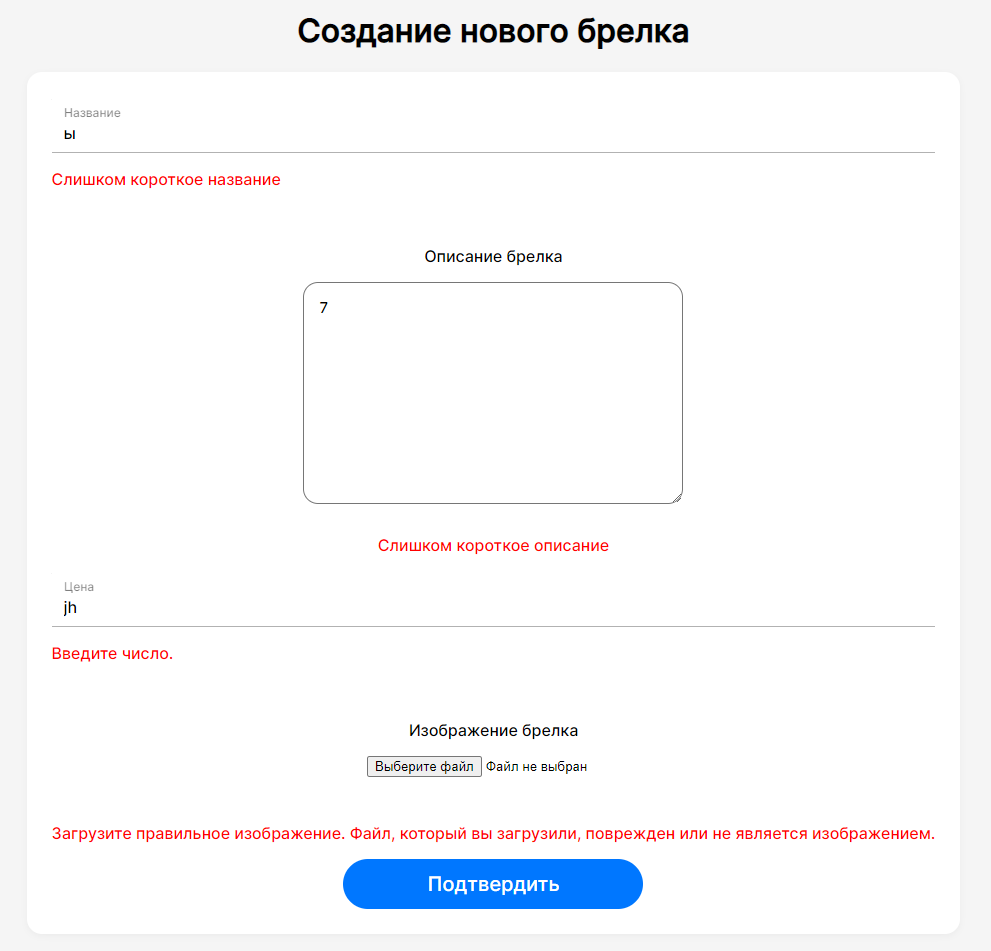 Создание нового брелка
Название
ы
Слишком короткое название
Описание брелка
7
Слишком короткое описание
Цена
jh
Введите число.
Изображение брелка
Выберите файл Файл не выбран
Загрузите правильное изображение. Файл, который вы загрузили, поврежден или не является изображением.
Подтвердить